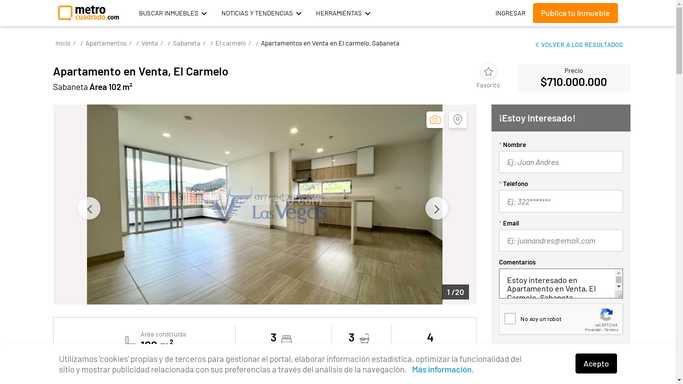 metro
cuadrado.com
BUSCAR INMUEBLES
NOTICIAS Y TENDENCIAS
HERRAMIENTAS
INGRESAR
Publica tu Inmueble
Inicio / Apartamentos / Venta / Sabaneta / El carmelo / Apartamentos en Venta en El carmelo, Sabaneta
VOLVER A LOS RESULTADOS
Apartamento en Venta, El Carmelo
Sabaneta Área 102 m²
Favorito
Precio
$710.000.000
Las Vegas
1 / 20
¡Estoy Interesado!
* Nombre
Ej: Juan Andres
* Teléfono
Ej: 322*******
* Email
Ej: juanandres@email.com
Comentarios
Estoy interesado en
Apartamento en Venta, El
Carmelo, Sabaneta
No soy un robot
reCAPTCHA
Privacidad - Términos
Área construida
3
3
4
Utilizamos 'cookies' propias y de terceros para gestionar el portal, elaborar información estadística, optimizar la funcionalidad del
sitio y mostrar publicidad relacionada con sus preferencias a través del análisis de la navegación. Más información.
Acepto